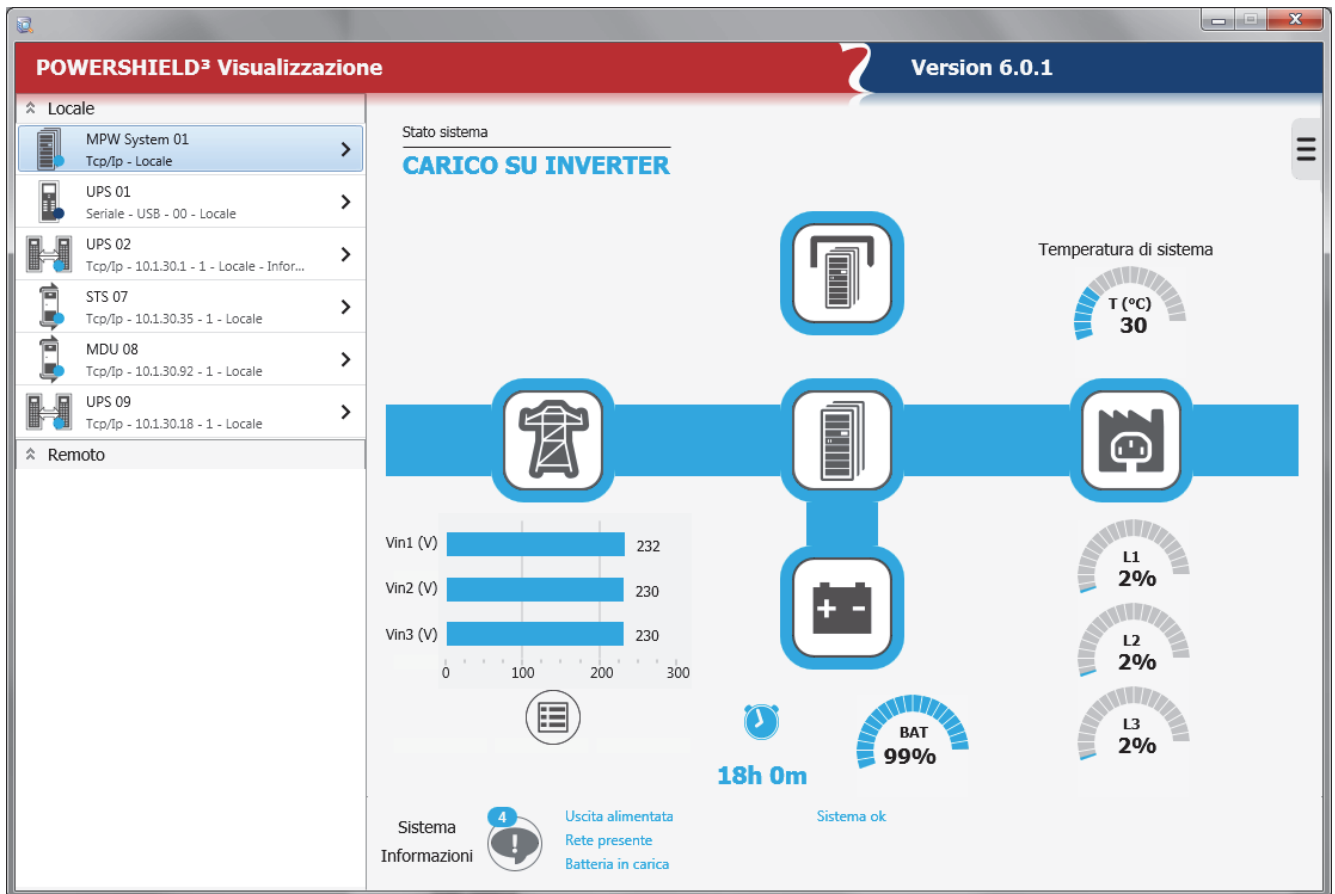 POWERSHIELD³ Visualizzazione
Version 6.0.1
Locale
MPW System 01
Tcp/Ip - Locale
UPS 01
Seriale - USB - 00 - Locale
UPS 02
Tcp/Ip - 10.1.30.1 - 1 - Locale - Infor...
STS 07
Tcp/Ip - 10.1.30.35 - 1 - Locale
MDU 08
Tcp/Ip - 10.1.30.92 - 1 - Locale
UPS 09
Tcp/Ip - 10.1.30.18 - 1 - Locale
Remoto
Stato sistema
CARICO SU INVERTER
Temperatura di sistema
T (°C)
30
Vin1 (V)
232
Vin2 (V)
230
Vin3 (V)
230
0 100 200 300
L1
2%
L2
2%
L3
2%
18h 0m
BAT
99%
Sistema
Informazioni
4
Uscita alimentata
Rete presente
Batteria in carica
Sistema ok